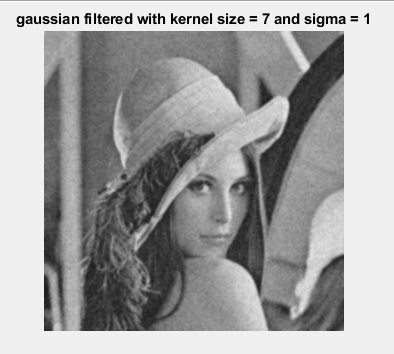 gaussian filtered with kernel size = 7 and sigma = 1